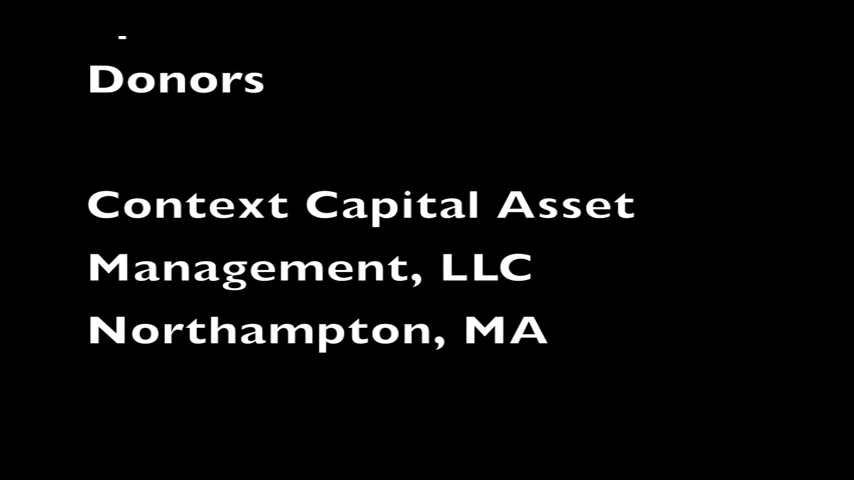 Donors
Context Capital Asset
Management, LLC
Northampton, MA